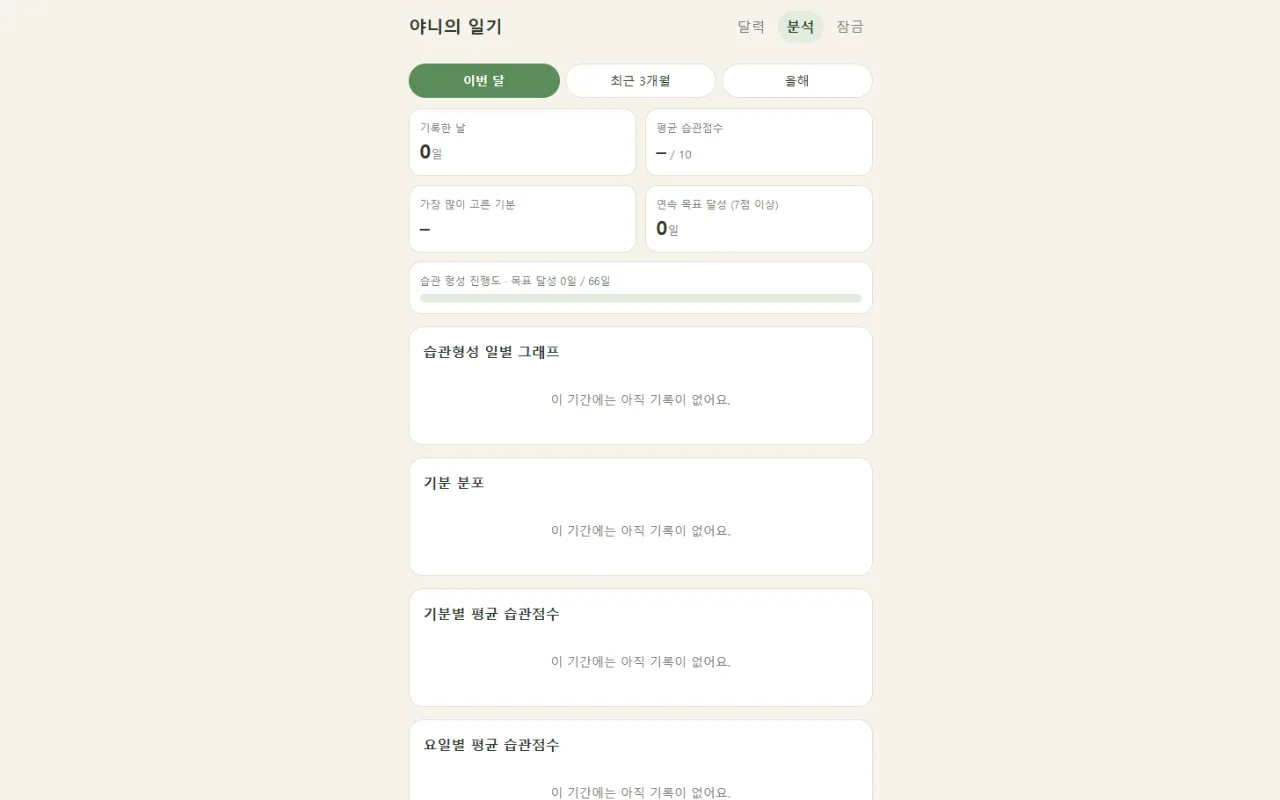 야니의 일기
달력
분석
잠금
이번 달
최근 3개월
올해
기록한 날
0일
평균 습관점수
– / 10
가장 많이 고른 기분
–
연속 목표 달성 (7점 이상)
0일
습관 형성 진행도 · 목표 달성 0일 / 66일
습관형성 일별 그래프
이 기간에는 아직 기록이 없어요.
기분 분포
이 기간에는 아직 기록이 없어요.
기분별 평균 습관점수
이 기간에는 아직 기록이 없어요.
요일별 평균 습관점수
이 기간에는 아직 기록이 없어요.